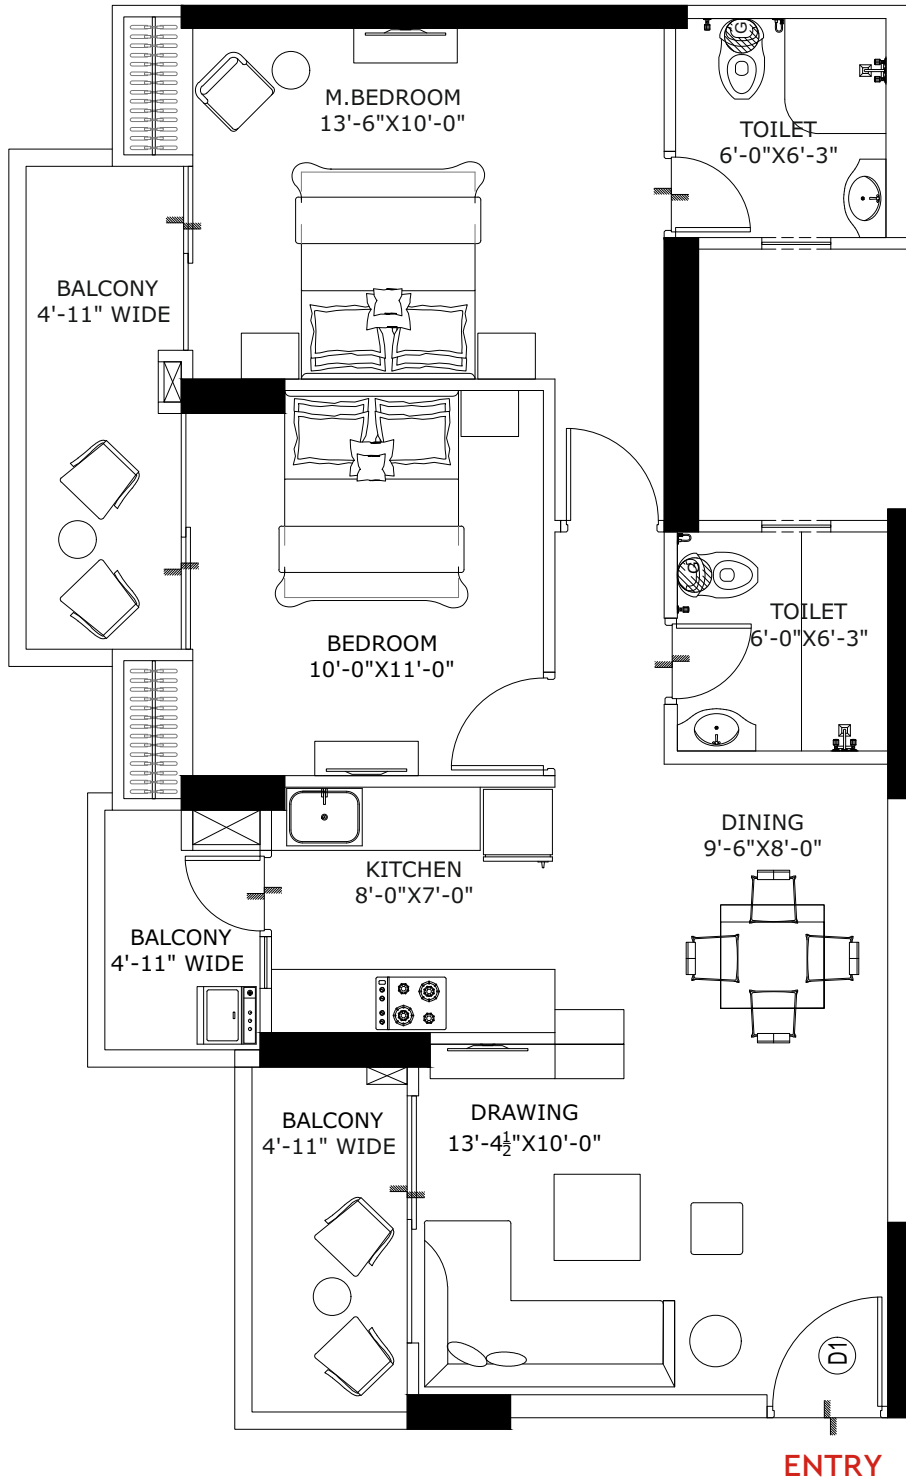 M.BEDROOM
13'-6"X10'-0"
G
TOILET
6'-0"X6'-3"
BALCONY
4'-11" WIDE
BEDROOM
10'-0"X11'-0"
TOILET
6'-0"X6'-3"
DINING
9'-6"X8'-0"
KITCHEN
8'-0"X7'-0"
BALCONY
4'-11" WIDE
BALCONY
4'-11" WIDE
DRAWING
13'-4½"X10'-0"
D1
ENTRY